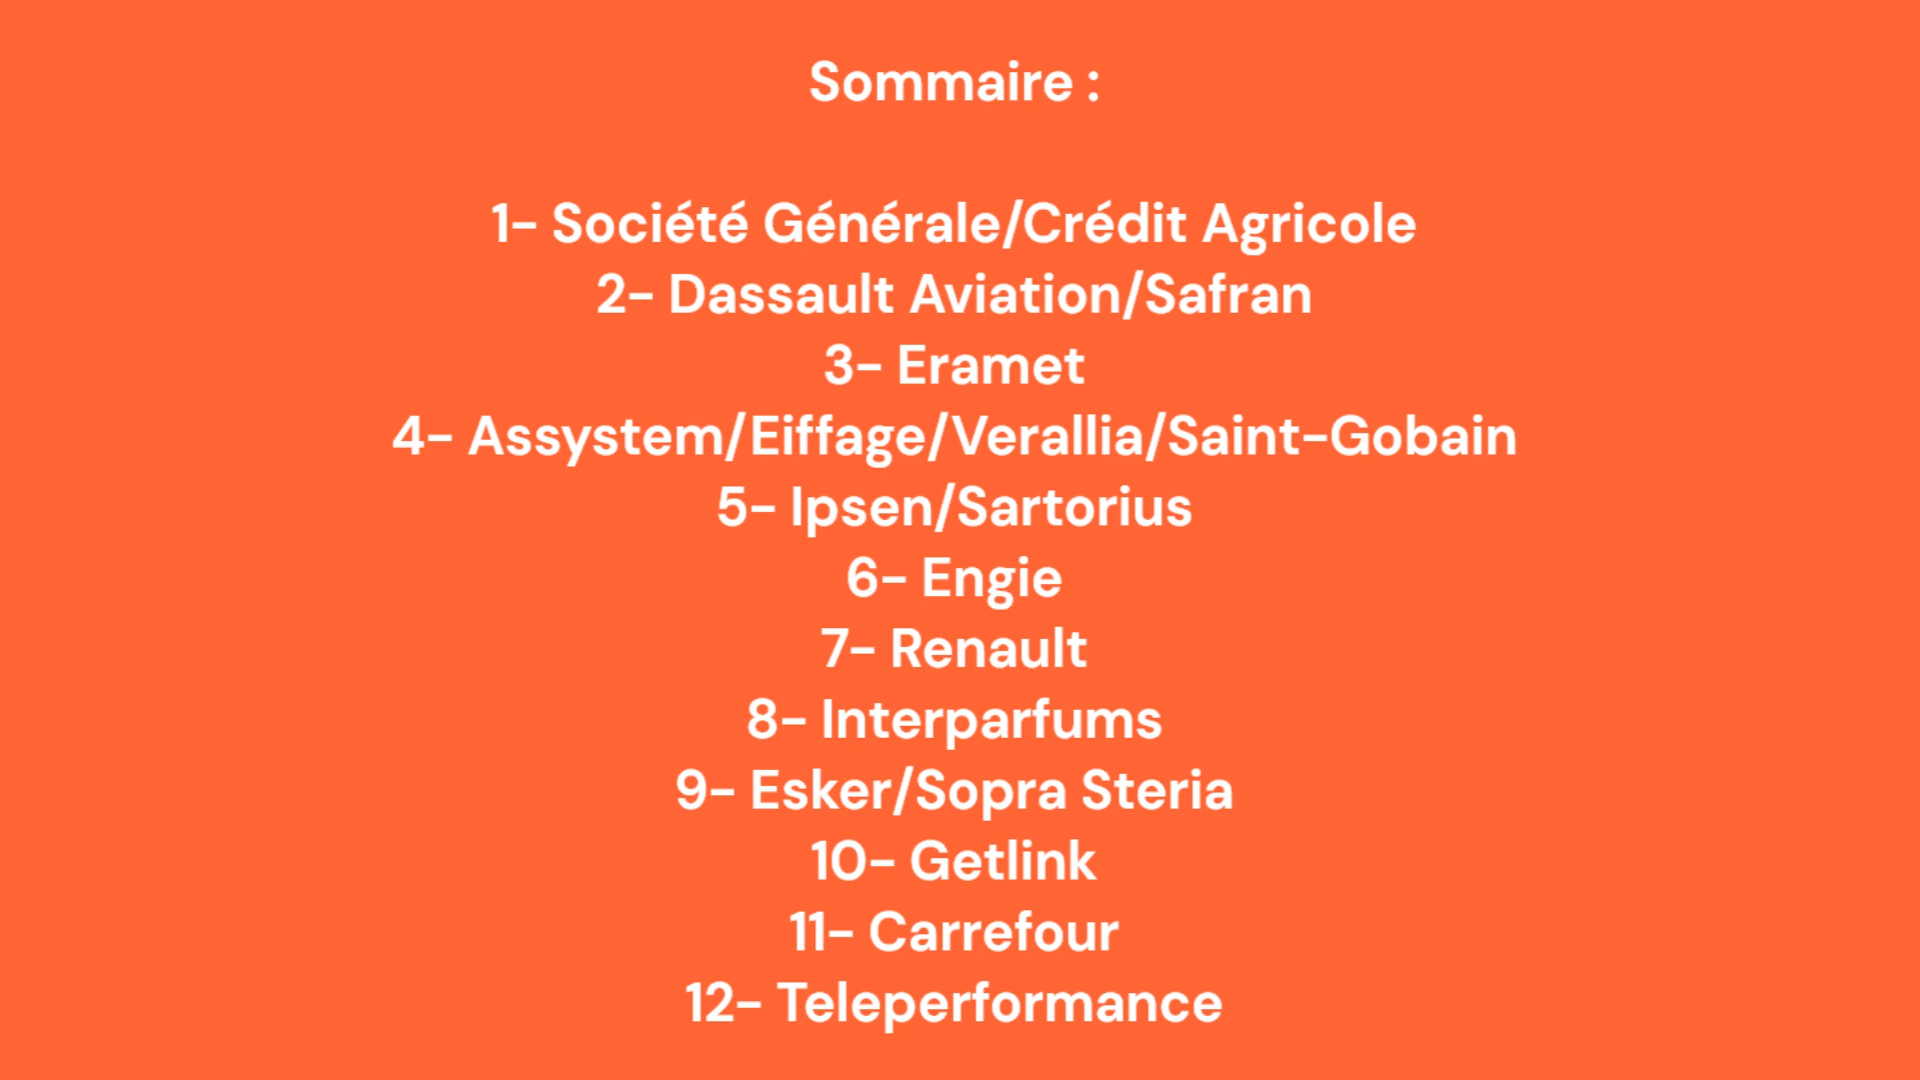 Sommaire :
1- Société Générale/Crédit Agricole
2- Dassault Aviation/Safran
3- Eramet
4- Assystem/Eiffage/Verallia/Saint-Gobain
5- Ipsen/Sartorius
6- Engie
7- Renault
8- Interparfums
9- Esker/Sopra Steria
10- Getlink
11- Carrefour
12- Teleperformance